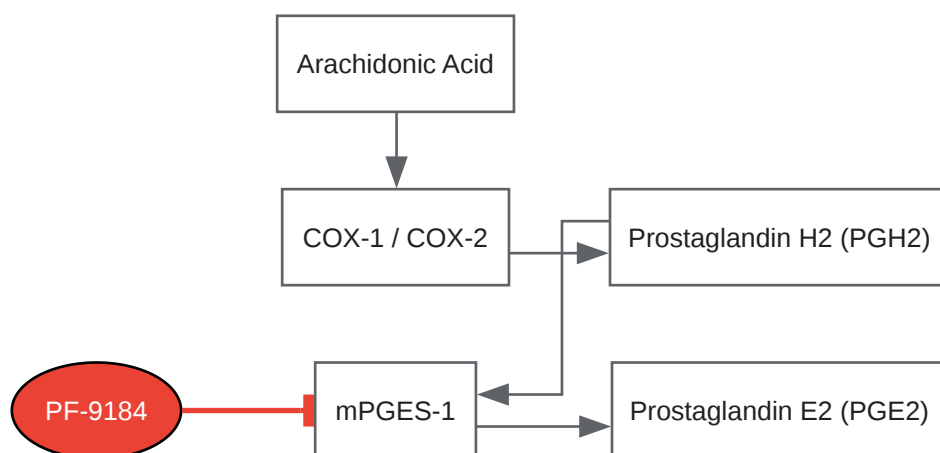 Arachidonic Acid
COX-1 / COX-2
Prostaglandin H2 (PGH2)
PF-9184
mPGES-1
Prostaglandin E2 (PGE2)